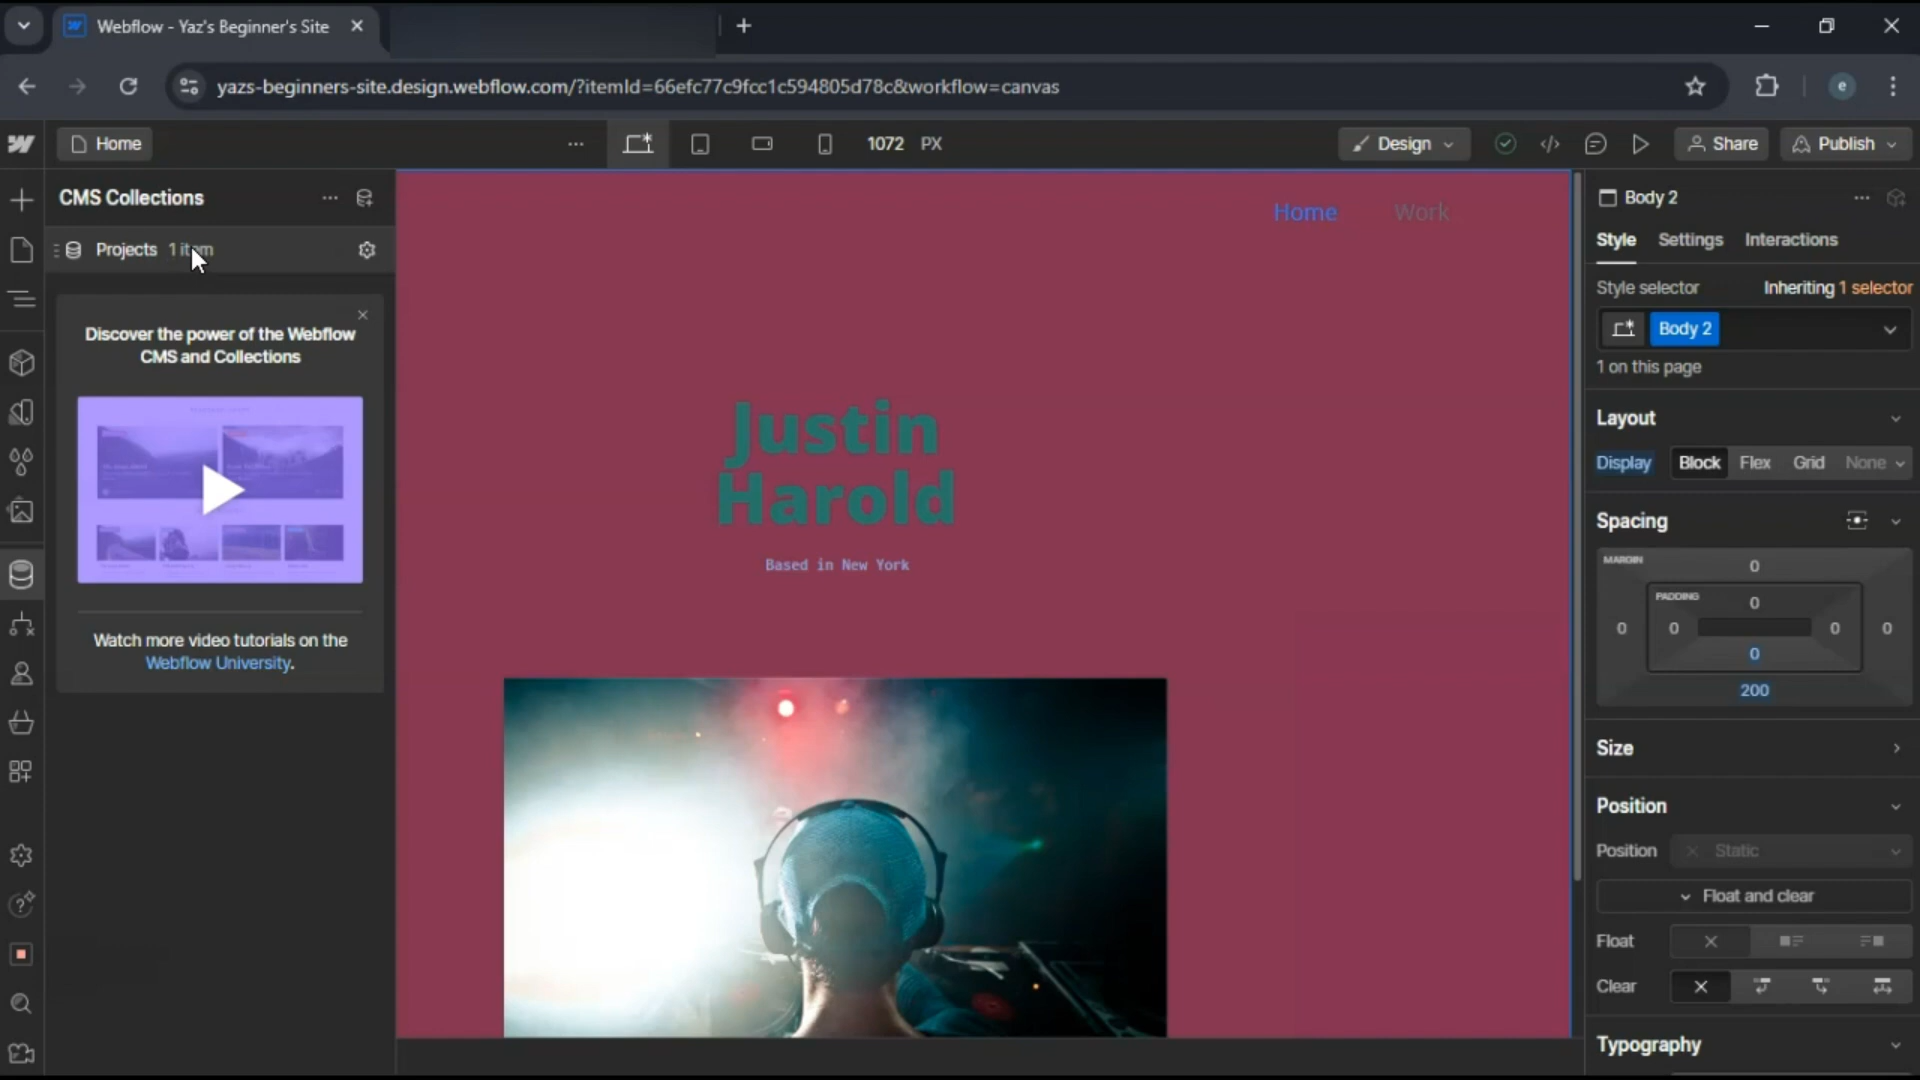 Webflow - Yaz's Beginner's Site
yazs-beginners-site.design.webflow.com/?itemId=66efc77c9fcc1c594805d78c&workflow=canvas
e
Home
1072 PX
Design
Share
Publish
CMS Collections
Projects 1 item
Discover the power of the Webflow
CMS and Collections
Watch more video tutorials on the
Webflow University.
Home Work
Justin
Harold
Based in New York
Body 2
Style Settings Interactions
Style selector Inheriting 1 selector
Body 2
1 on this page
Layout
Display Block Flex Grid None
Spacing
MARGIN
0
PADDING
0
0 0 0 0
0
200
Size
Position
Position Static
Float and clear
Float
Clear
Typography